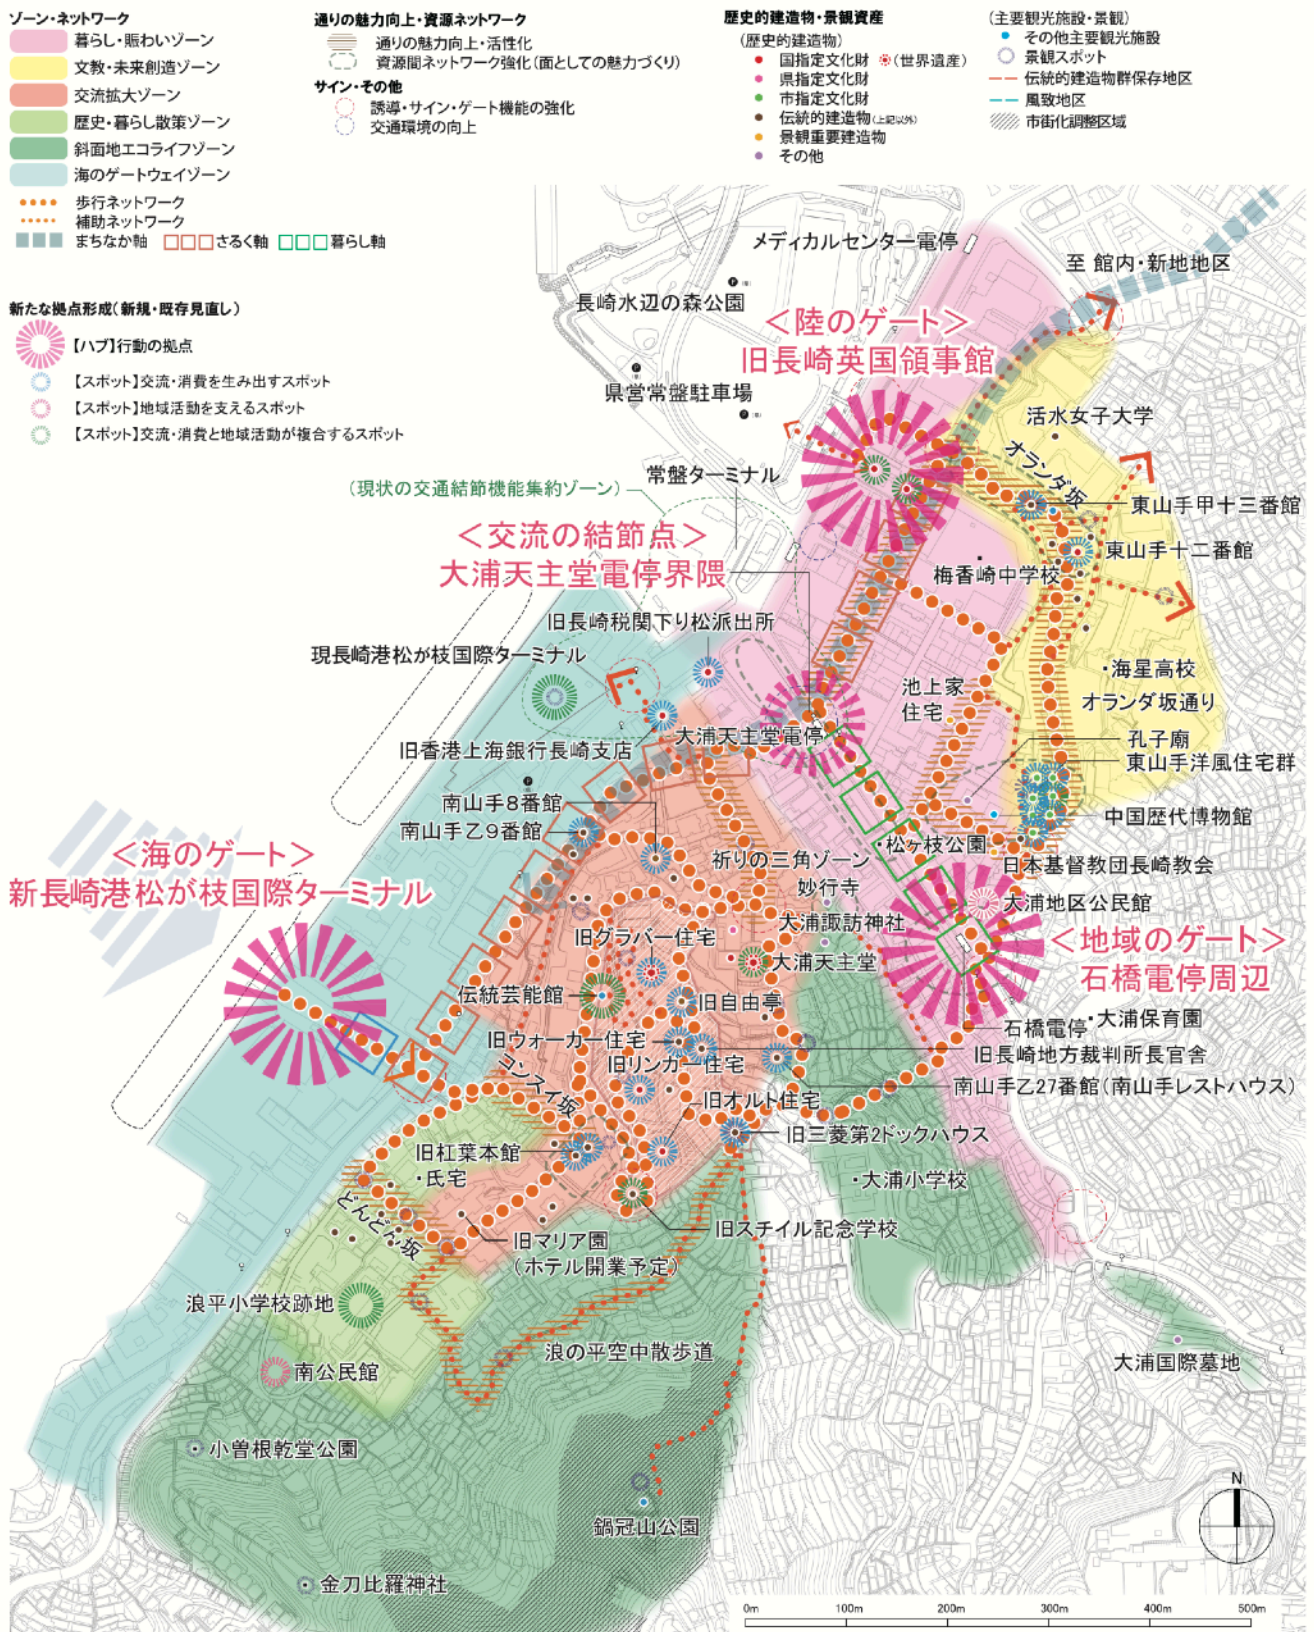 ゾーン・ネットワーク
暮らし・賑わいゾーン
文教・未来創造ゾーン
交流拡大ゾーン
歴史・暮らし散策ゾーン
斜面地エコライフゾーン
海のゲートウェイゾーン
歩行ネットワーク
補助ネットワーク
まちなか軸 さるく軸 暮らし軸
通りの魅力向上・資源ネットワーク
通りの魅力向上・活性化
資源間ネットワーク強化(面としての魅力づくり)
サイン・その他
誘導・サイン・ゲート機能の強化
交通環境の向上
歴史的建造物・景観資産
(歴史的建造物)
国指定文化財 (世界遺産)
県指定文化財
市指定文化財
伝統的建造物(上記以外)
景観重要建造物
その他
(主要観光施設・景観)
その他主要観光施設
景観スポット
伝統的建造物群保存地区
風致地区
市街化調整区域
新たな拠点形成(新規・既存見直し)
【ハブ】行動の拠点
【スポット】交流・消費を生み出すスポット
【スポット】地域活動を支えるスポット
【スポット】交流・消費と地域活動が複合するスポット
メディカルセンター電停
至 館内・新地地区
長崎水辺の森公園
<陸のゲート>
旧長崎英国領事館
県営常盤駐車場
活水女子大学
オランダ坂
常盤ターミナル
(現状の交通結節機能集約ゾーン)
東山手甲十三番館
<交流の結節点>
大浦天主堂電停界隈
東山手十二番館
梅香崎中学校
旧長崎税関下り松派出所
現長崎港松が枝国際ターミナル
・海星高校
池上家
住宅
オランダ坂通り
大浦天主堂電停
孔子廟
旧香港上海銀行長崎支店
東山手洋風住宅群
南山手8番館
中国歴代博物館
南山手乙9番館
・松ヶ枝公園
<海のゲート>
新長崎港松が枝国際ターミナル
祈りの三角ゾーン
日本基督教団長崎教会
妙行寺
大浦地区公民館
大浦諏訪神社
旧グラバー住宅
<地域のゲート>
石橋電停周辺
大浦天主堂
伝統芸能館
旧自由亭
石橋電停
・大浦保育園
旧ウォーカー住宅
旧長崎地方裁判所長官舎
旧リンガー住宅
ヨンスイ坂
南山手乙27番館(南山手レストハウス)
旧オルト住宅
旧三菱第2ドックハウス
旧杠葉本館
・氏宅
・大浦小学校
どんどん坂
旧スチイル記念学校
旧マリア園
(ホテル開業予定)
浪平小学校跡地
浪の平空中散歩道
南公民館
大浦国際墓地
小曽根乾堂公園
鍋冠山公園
金刀比羅神社
N
0m 100m 200m 300m 400m 500m